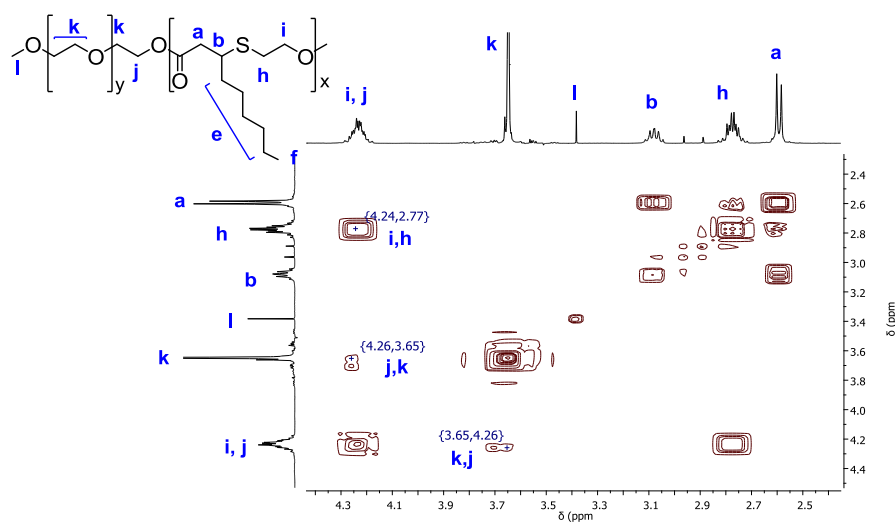 k
k
a
b
i
O
O
O
S
O
l
y
j
O
h
x
e
f
i, j
k
l
b
h
a
a
h
b
l
k
i, j
{4.24,2.77}
i,h
{4.26,3.65}
j,k
{3.65,4.26}
k,j
2.4
2.6
2.8
3.0
3.2
3.4
3.6
3.8
4.0
4.2
4.4
δ (ppm
4.3
4.1
3.9
3.7
3.5
3.3
3.1
2.9
2.7
2.5
δ (ppm